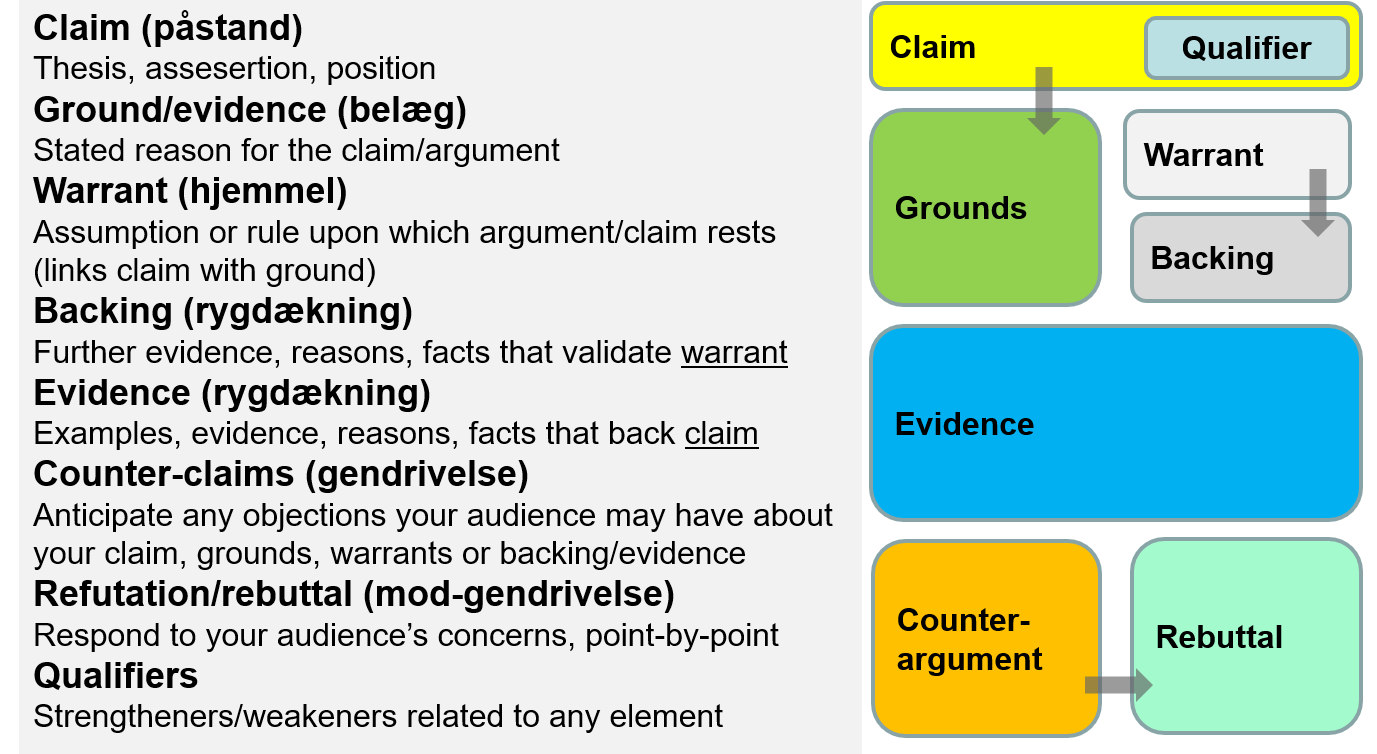 Claim (påstand)
Thesis, assesertion, position
Ground/evidence (belæg)
Stated reason for the claim/argument
Warrant (hjemmel)
Assumption or rule upon which argument/claim rests
(links claim with ground)
Backing (rygdækning)
Further evidence, reasons, facts that validate warrant
Evidence (rygdækning)
Examples, evidence, reasons, facts that back claim
Counter-claims (gendrivelse)
Anticipate any objections your audience may have about
your claim, grounds, warrants or backing/evidence
Refutation/rebuttal (mod-gendrivelse)
Respond to your audience’s concerns, point-by-point
Qualifiers
Strengtheners/weakeners related to any element
Claim
Qualifier
Grounds
Warrant
Backing
Evidence
Counter-
argument
Rebuttal